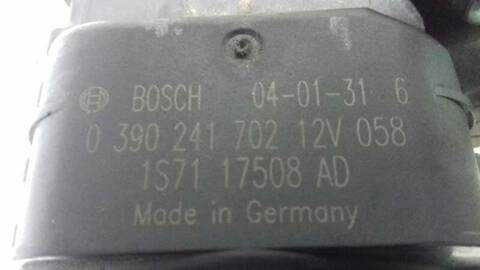 BOSCH 04-01-31 6
0 390 241 702 12V 058
1S71 17508 AD
Made in Germany